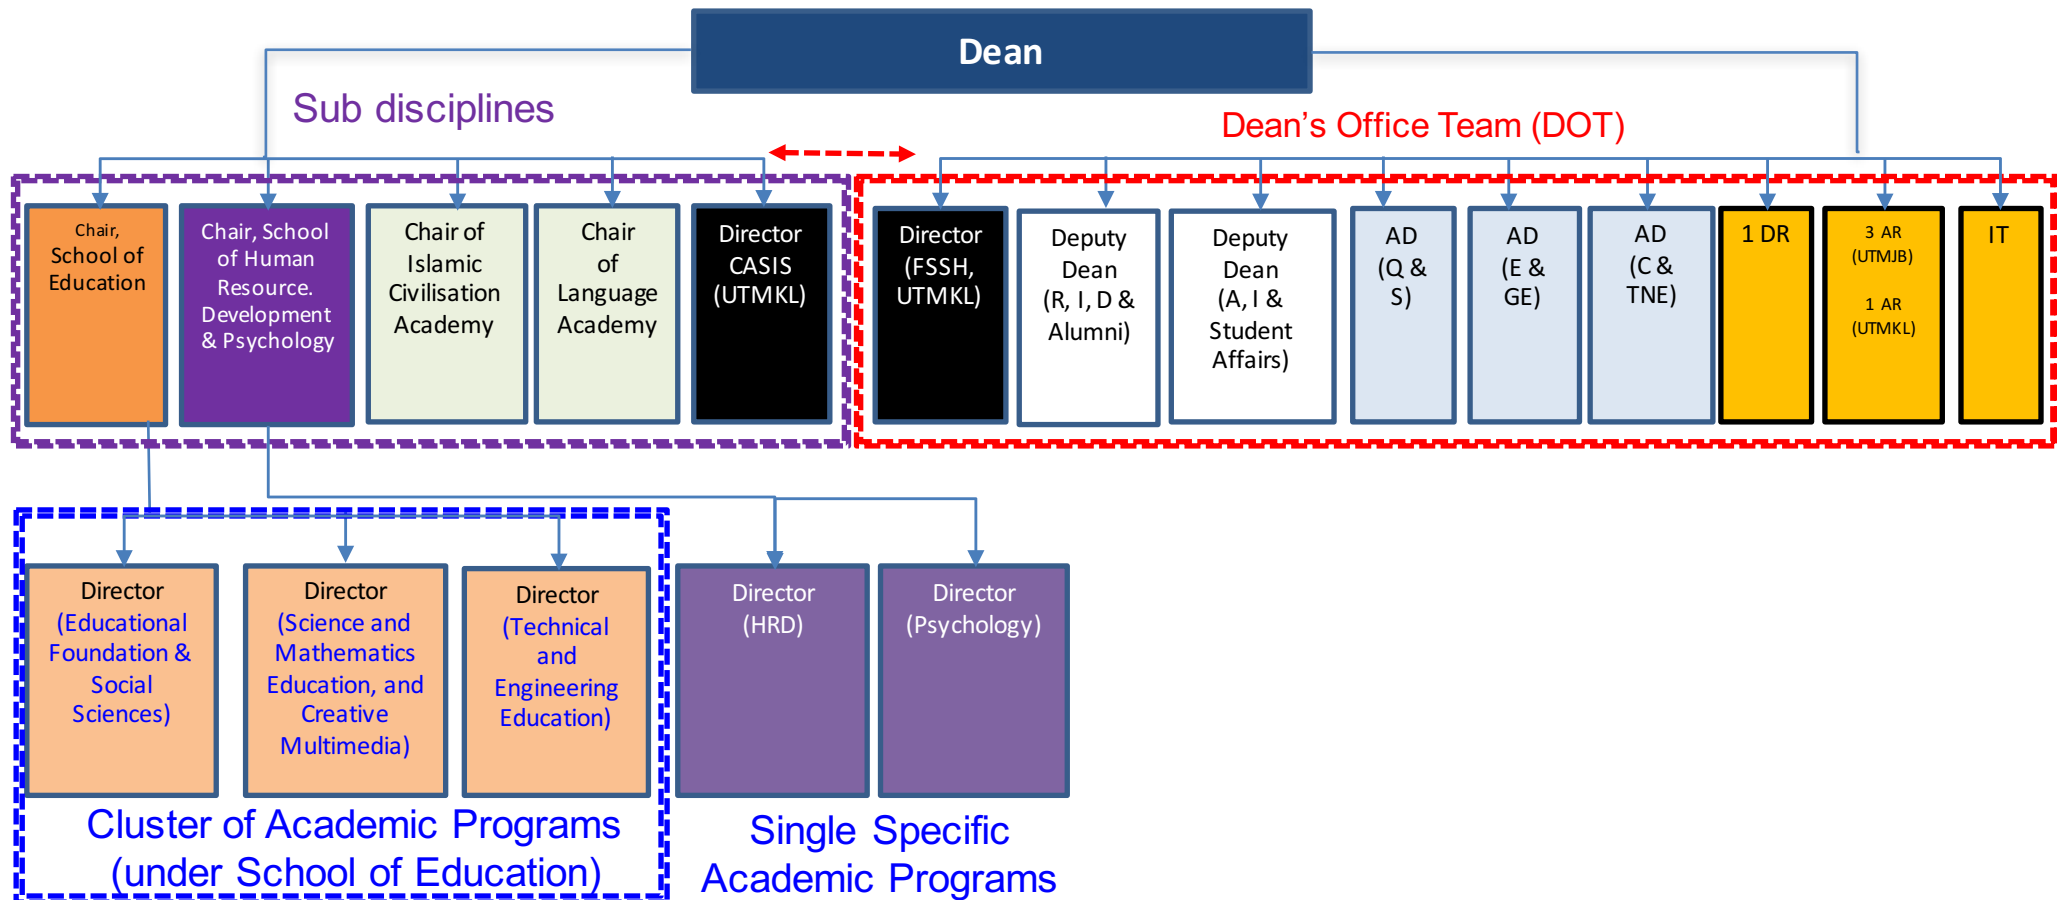 Dean
Sub disciplines
Dean's Office Team (DOT)
Chair,
School of
Education
Chair, School
of Human
Resource.
Development
& Psychology
Chair of
Islamic
Civilisation
Academy
Chair
of
Language
Academy
Director
CASIS
(UTMKL)
Director
(FSSH,
UTMKL)
Deputy
Dean
(R, I, D &
Alumni)
Deputy
Dean
(A, I &
Student
Affairs)
AD
(Q &
S)
AD
(E &
GE)
AD
(C &
TNE)
1 DR
3 AR
(UTMJB)
1 AR
(UTMKL)
IT
Director
(Educational
Foundation &
Social
Sciences)
Director
(Science and
Mathematics
Education, and
Creative
Multimedia)
Director
(Technical
and
Engineering
Education)
Director
(HRD)
Director
(Psychology)
Cluster of Academic Programs
(under School of Education)
Single Specific
Academic Programs